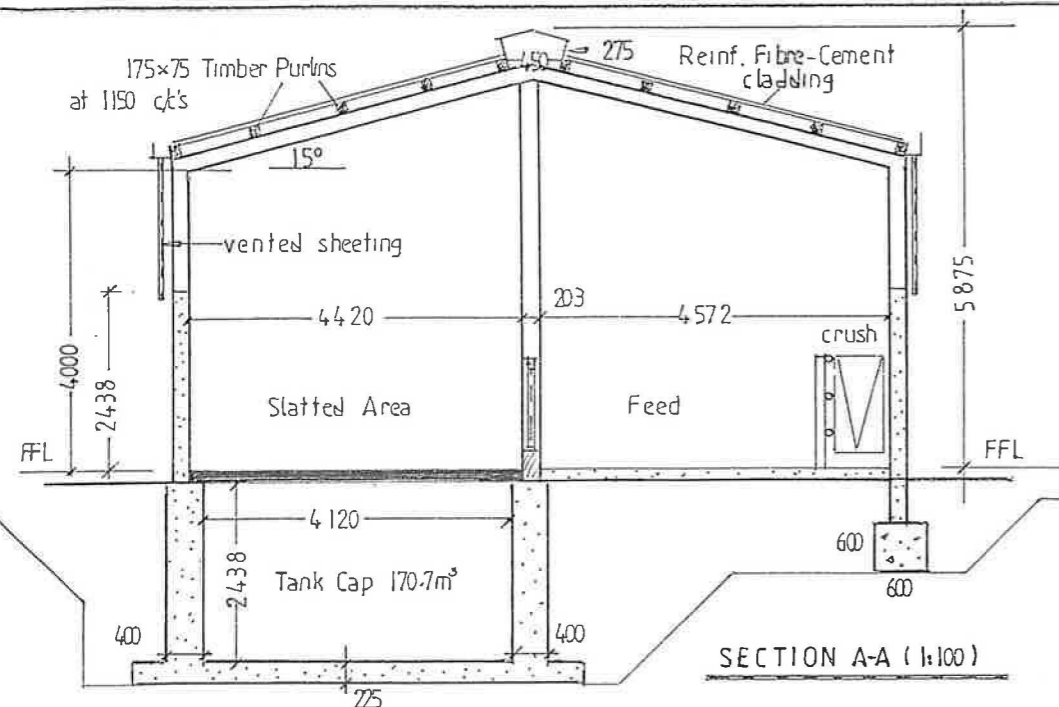 175×75 Timber Purlins
at 1150 c/c's
450
275
Reinf. Fibre-Cement
cladding
15°
vented sheeting
5875
4000
2438
4420
203
4572
crush
Slatted Area
Feed
FFL
FFL
4120
2438
Tank Cap 170.7m³
600
600
400
400
225
SECTION A-A (1:100)